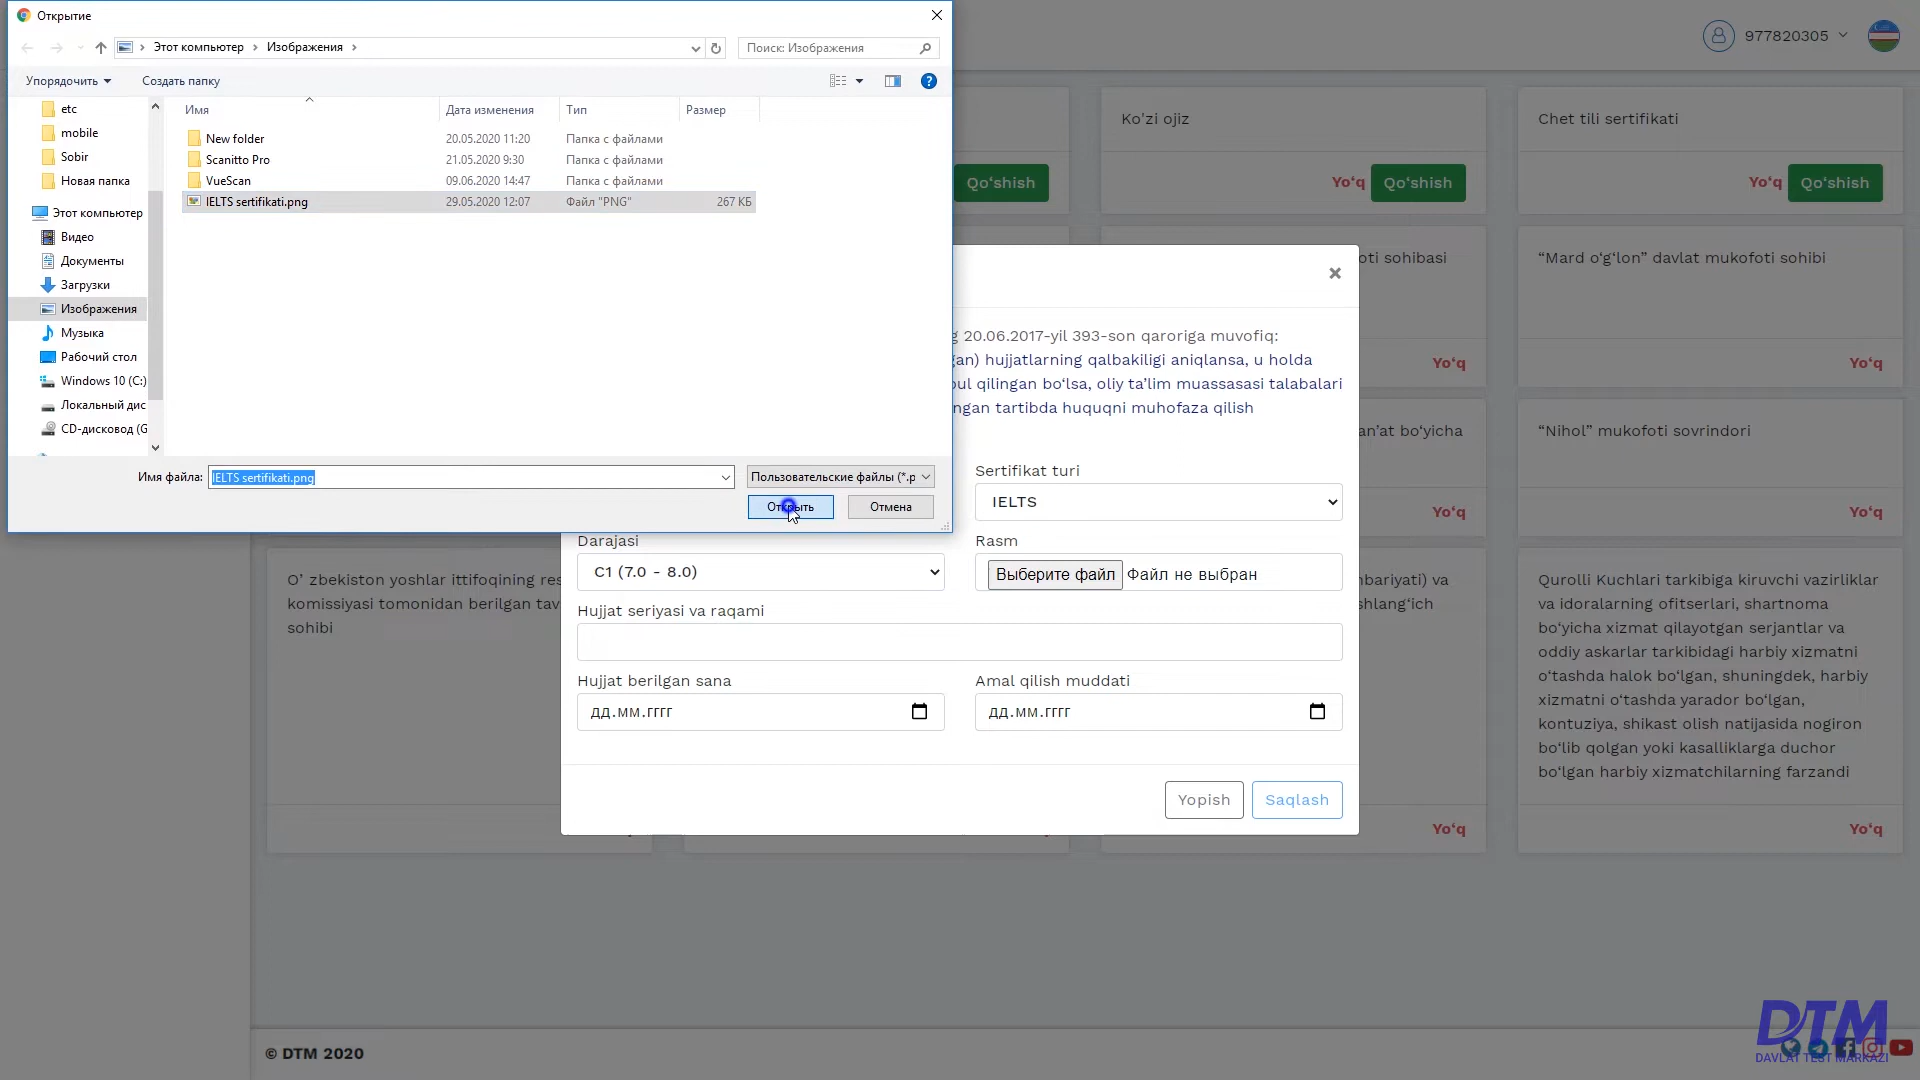 Открытие
Этот компьютер
Изображения
Поиск: Изображения
Упорядочить
Создать папку
etc
mobile
Sobir
Новая папка
Этот компьютер
Видео
Документы
Загрузки
Изображения
Музыка
Рабочий стол
Windows 10 (C:)
Локальный дис
CD-дисковод (G
Имя Дата изменения Тип Размер
New folder 20.05.2020 11:20 Папка с файлами
Scanitto Pro 21.05.2020 9:30 Папка с файлами
VueScan 09.06.2020 14:47 Папка с файлами
IELTS sertifikati.png 29.05.2020 12:07 Файл "PNG" 267 КБ
Имя файла: IELTS sertifikati.png
Пользовательские файлы (*.p
Открыть Отмена
977820305
Ko'zi ojiz
Chet tili sertifikati
Qo‘shish
Yo‘q Qo‘shish
Yo‘q Qo‘shish
oti sohibasi
“Mard o‘g‘lon” davlat mukofoti sohibi
Yo‘q
Yo‘q
an’at bo‘yicha
“Nihol” mukofoti sovrindori
Yo‘q
Yo‘q
20.06.2017-yil 393-son qaroriga muvofiq:
gan) hujjatlarning qalbakiligi aniqlansa, u holda
bul qilingan bo‘lsa, oliy ta’lim muassasasi talabalari
ngan tartibda huquqni muhofaza qilish
Sertifikat turi
IELTS
Darajasi
C1 (7.0 - 8.0)
Rasm
Выберите файл Файл не выбран
Hujjat seriyasi va raqami
Hujjat berilgan sana
ДД.ММ.ГГГГ
Amal qilish muddati
ДД.ММ.ГГГГ
Yopish
Saqlash
O’ zbekiston yoshlar ittifoqining res
komissiyasi tomonidan berilgan tav
sohibi
nbariyati) va
shlang‘ich
Yo‘q
Qurolli Kuchlari tarkibiga kiruvchi vazirliklar
va idoralarning ofitserlari, shartnoma
bo‘yicha xizmat qilayotgan serjantlar va
oddiy askarlar tarkibidagi harbiy xizmatni
o‘tashda halok bo‘lgan, shuningdek, harbiy
xizmatni o‘tashda yarador bo‘lgan,
kontuziya, shikast olish natijasida nogiron
bo‘lib qolgan yoki kasalliklarga duchor
bo‘lgan harbiy xizmatchilarning farzandi
Yo‘q
© DTM 2020
DTM
DAVLAT TEST MARKAZI